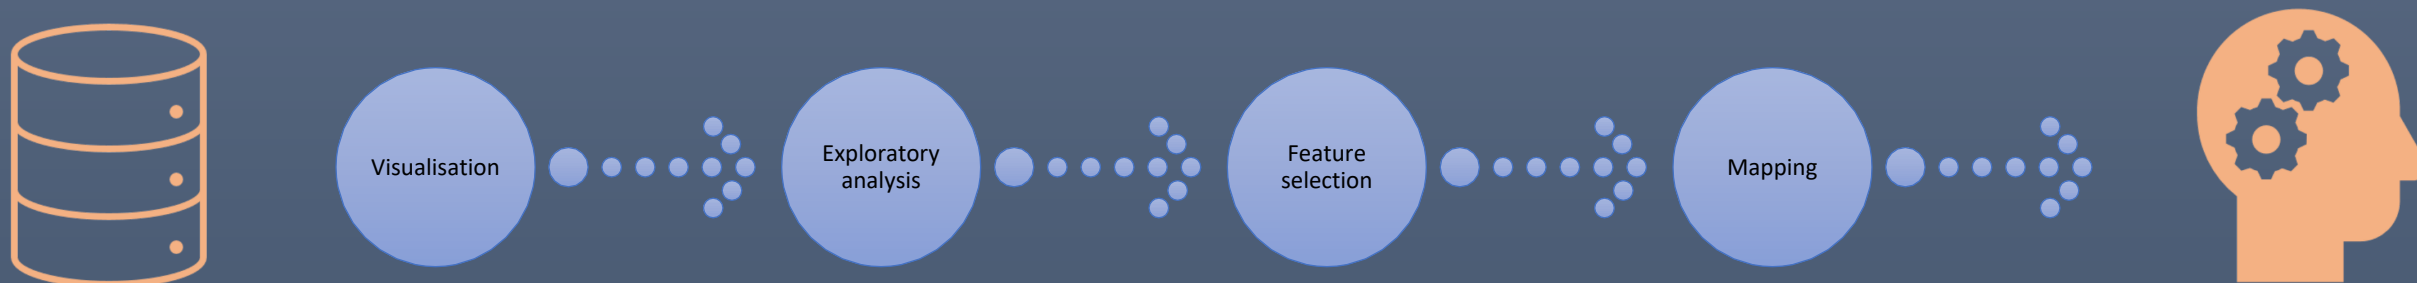 Visualisation
Exploratory
analysis
Feature
selection
Mapping